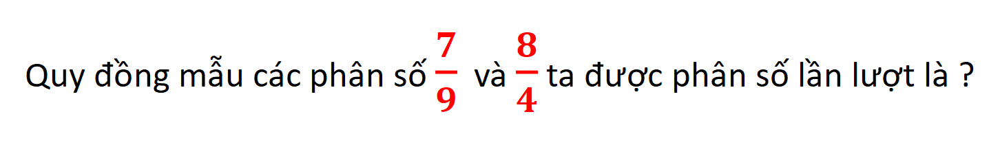 Quy đồng mẫu các phân số 7/9 và 8/4 ta được phân số lần lượt là ?